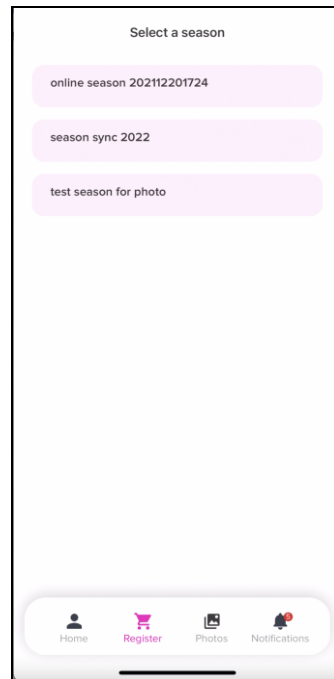 Select a season
online season 202112201724
season sync 2022
test season for photo
Home Register Photos Notifications